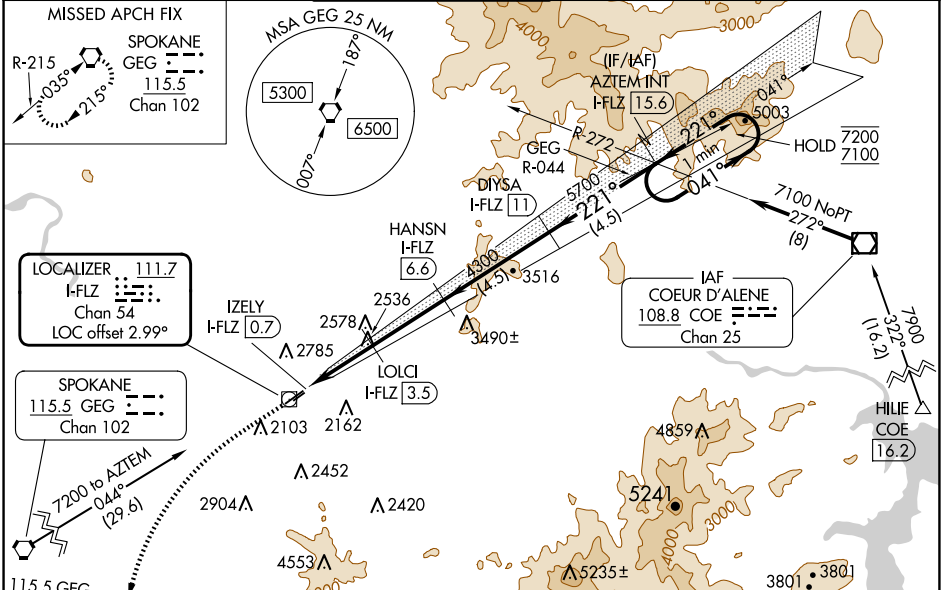 MISSED APCH FIX
SPOKANE
GEG
115.5
Chan 102
R-215
035°
215°
MSA GEG 25 NM
187°
5300
6500
007°
4000
3000
(IF/IAF)
AZTEM INT
I-FLZ 15.6
041°
5003
221°
HOLD 7200
7100
1 min
041°
R-272
GEG
R-044
5700
221°
(4.5)
DIYSA
I-FLZ 11
7100 NoPT
272°
(8)
HANSN
I-FLZ
6.6
4300
(4.5)
3516
LOCALIZER 111.7
I-FLZ
Chan 54
LOC offset 2.99°
IAF
COEUR D'ALENE
108.8 COE
Chan 25
IZELY
I-FLZ 0.7
2536
2578
3490±
2785
LOLCI
I-FLZ 3.5
7900
322°
(16.2)
HILIE
COE
16.2
SPOKANE
115.5 GEG
Chan 102
2103
2162
4859
7200 to AZTEM
044°
(29.6)
2452
2904
2420
5241
3000
4000
4553
5235±
3801
3801
115.5 GEG